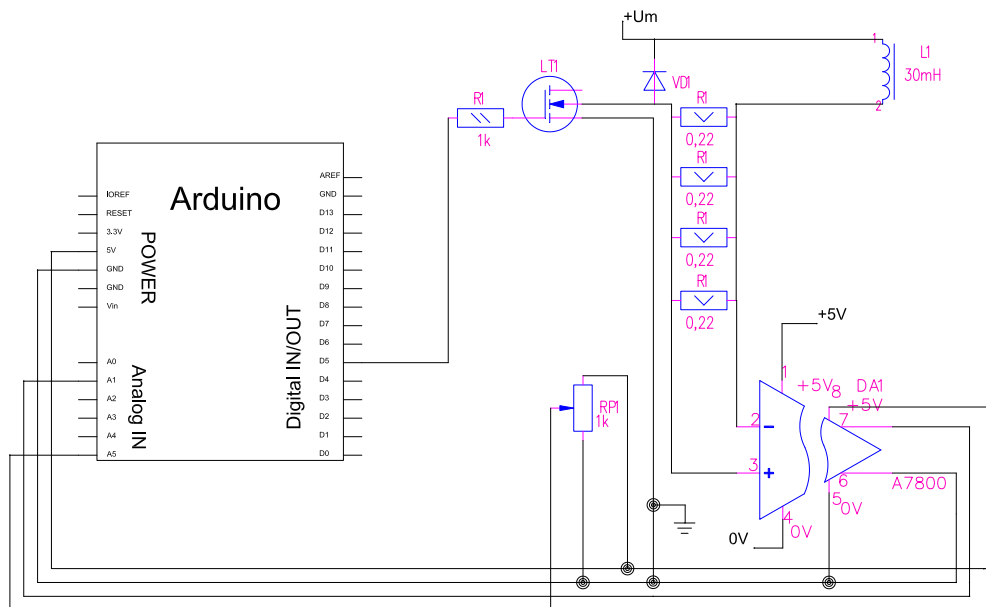 +Um
LT1
VD1
1
L1
30mH
2
R1
1k
R1
0,22
R1
0,22
R1
0,22
R1
0,22
Arduino
POWER
Analog IN
Digital IN/OUT
IOREF
RESET
3.3V
5V
GND
GND
Vin
A0
A1
A2
A3
A4
A5
AREF
GND
D13
D12
D11
D10
D9
D8
D7
D6
D5
D4
D3
D2
D1
D0
RP1
1k
+5V
1
+5V
8
DA1
+5V
2
-
7
3
+
6
A7800
5
0V
4
0V
0V